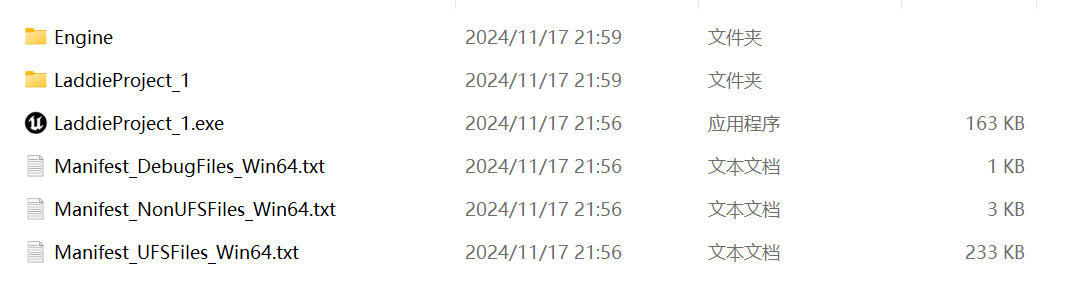 Engine 2024/11/17 21:59 文件夹
LaddieProject_1 2024/11/17 21:59 文件夹
LaddieProject_1.exe 2024/11/17 21:56 应用程序 163 KB
Manifest_DebugFiles_Win64.txt 2024/11/17 21:56 文本文档 1 KB
Manifest_NonUFSFiles_Win64.txt 2024/11/17 21:56 文本文档 3 KB
Manifest_UFSFiles_Win64.txt 2024/11/17 21:56 文本文档 233 KB